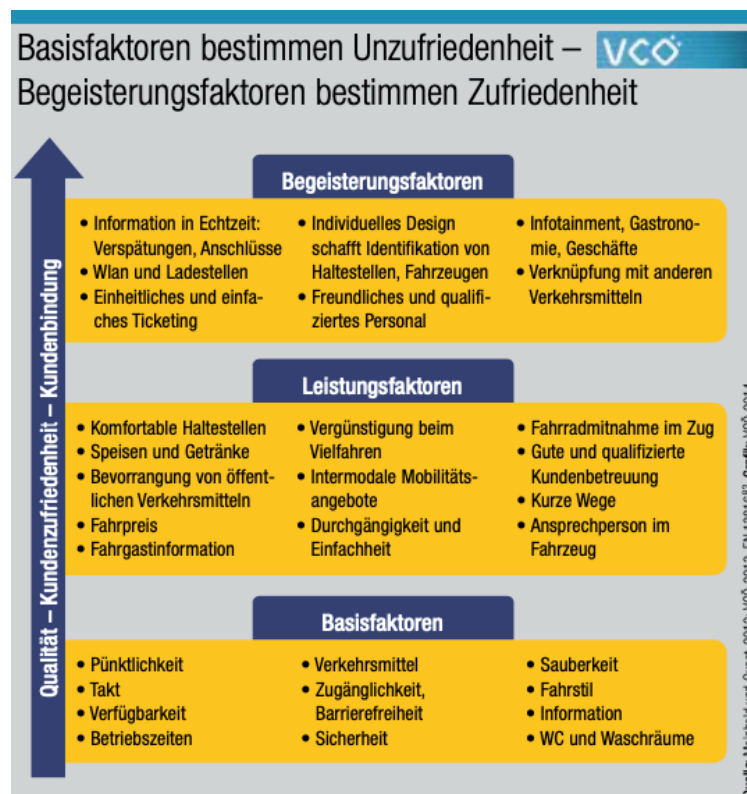 Basisfaktoren bestimmen Unzufriedenheit –
VCÖ
Begeisterungsfaktoren bestimmen Zufriedenheit
Qualität – Kundenzufriedenheit – Kundenbindung
Begeisterungsfaktoren
• Information in Echtzeit:
Verspätungen, Anschlüsse
• Wlan und Ladestellen
• Einheitliches und einfa-
ches Ticketing
• Individuelles Design
schafft Identifikation von
Haltestellen, Fahrzeugen
• Freundliches und qualifi-
ziertes Personal
• Infotainment, Gastrono-
mie, Geschäfte
• Verknüpfung mit anderen
Verkehrsmitteln
Leistungsfaktoren
• Komfortable Haltestellen
• Speisen und Getränke
• Bevorrangung von öffent-
lichen Verkehrsmitteln
• Fahrpreis
• Fahrgastinformation
• Vergünstigung beim
Vielfahren
• Intermodale Mobilitäts-
angebote
• Durchgängigkeit und
Einfachheit
• Fahrradmitnahme im Zug
• Gute und qualifizierte
Kundenbetreuung
• Kurze Wege
• Ansprechperson im
Fahrzeug
Basisfaktoren
• Pünktlichkeit
• Takt
• Verfügbarkeit
• Betriebszeiten
• Verkehrsmittel
• Zugänglichkeit,
Barrierefreiheit
• Sicherheit
• Sauberkeit
• Fahrstil
• Information
• WC und Waschräume